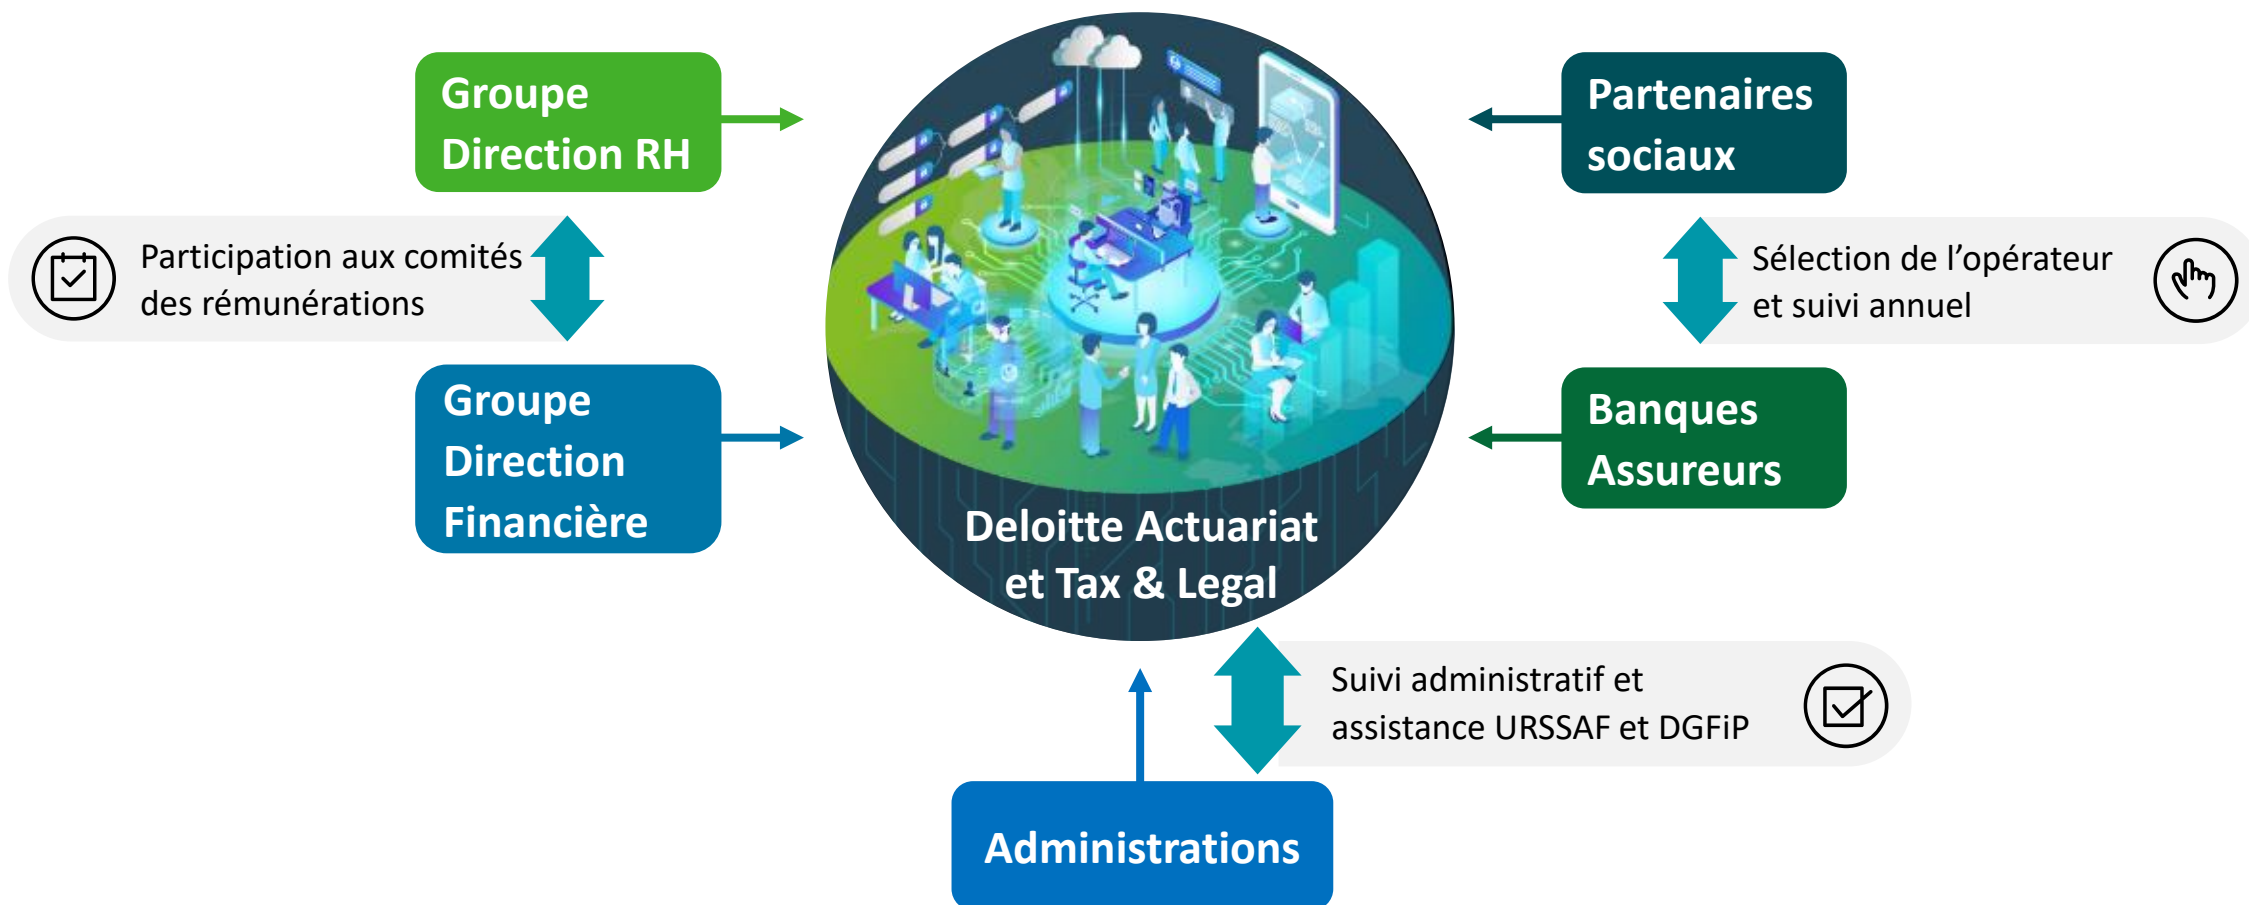 Groupe
Direction RH
Participation aux comités
des rémunérations
Groupe
Direction
Financière
Deloitte Actuariat
et Tax & Legal
Partenaires
sociaux
Sélection de l’opérateur
et suivi annuel
Banques
Assureurs
Suivi administratif et
assistance URSSAF et DGFiP
Administrations